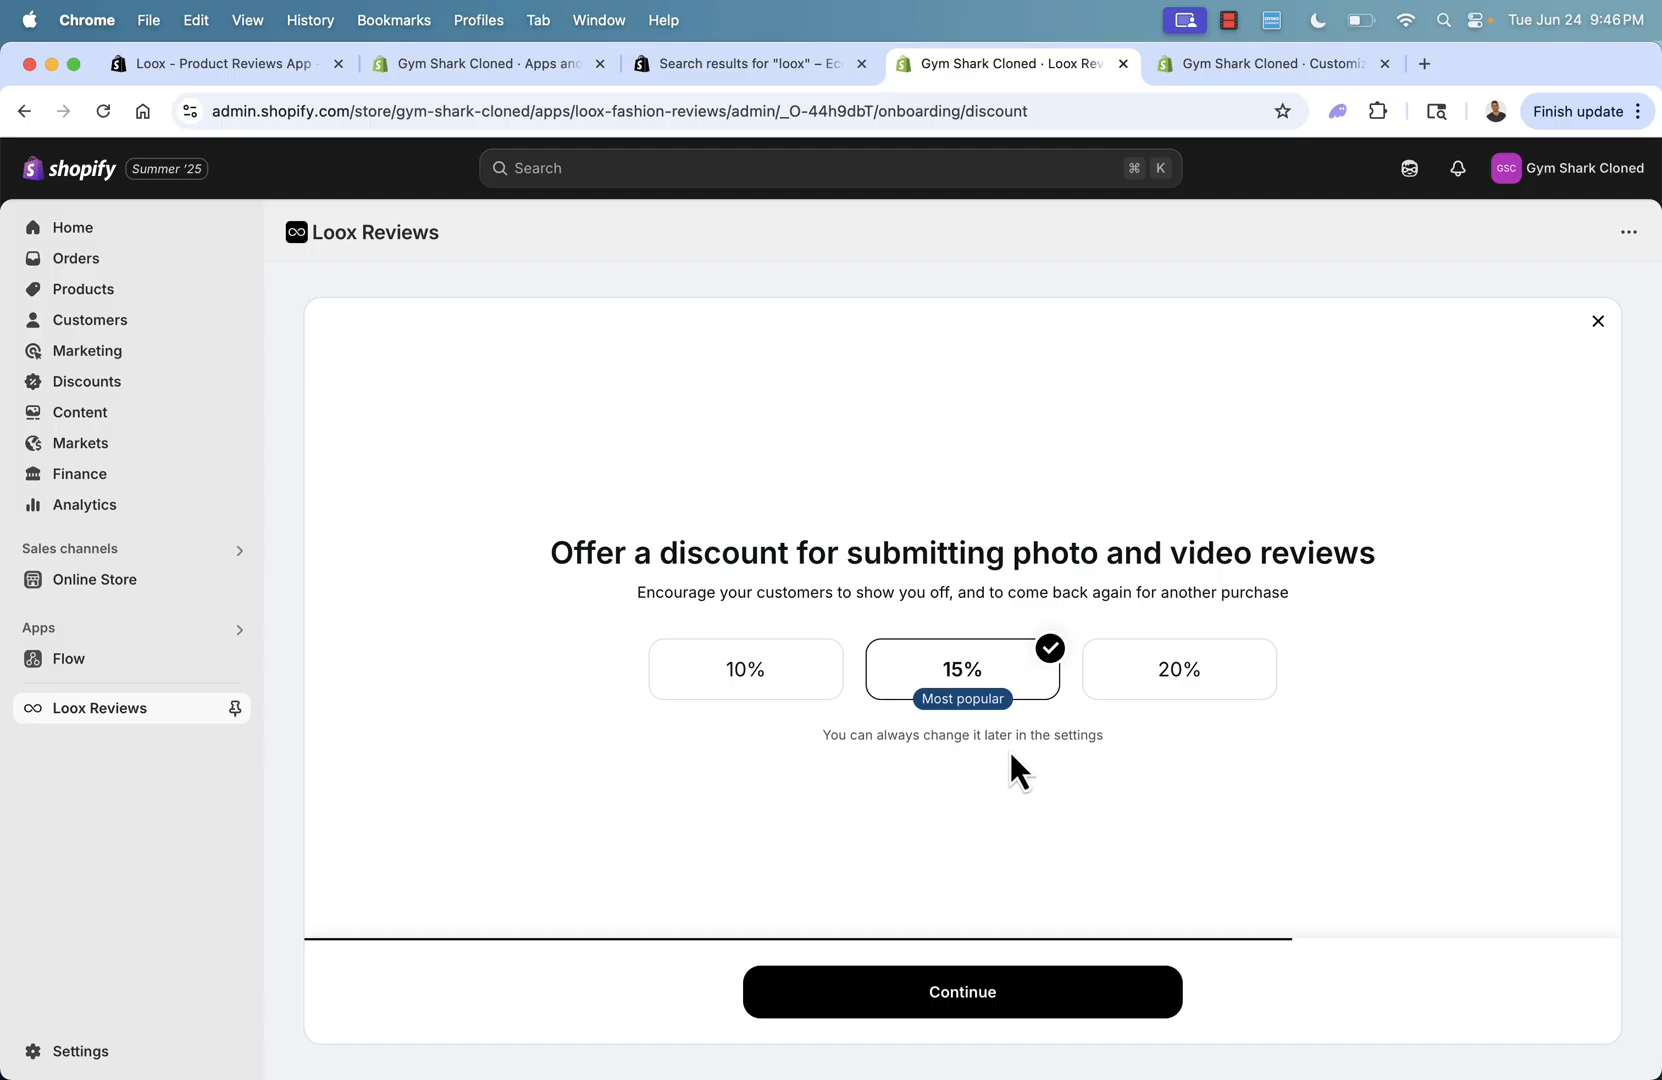 Chrome File Edit View History Bookmarks Profiles Tab Window Help Tue Jun 24 9:46 PM
Loox - Product Reviews App
Gym Shark Cloned · Apps and
Search results for "loox" – Ec
Gym Shark Cloned · Loox Rev
Gym Shark Cloned · Customiz
admin.shopify.com/store/gym-shark-cloned/apps/loox-fashion-reviews/admin/_O-44h9dbT/onboarding/discount
Finish update
shopify Summer '25
Search ⌘ K
GSC Gym Shark Cloned
Home
Orders
Products
Customers
Marketing
Discounts
Content
Markets
Finance
Analytics
Sales channels
Online Store
Apps
Flow
Loox Reviews
Settings
Loox Reviews
Offer a discount for submitting photo and video reviews
Encourage your customers to show you off, and to come back again for another purchase
10%
15%
Most popular
20%
You can always change it later in the settings
Continue